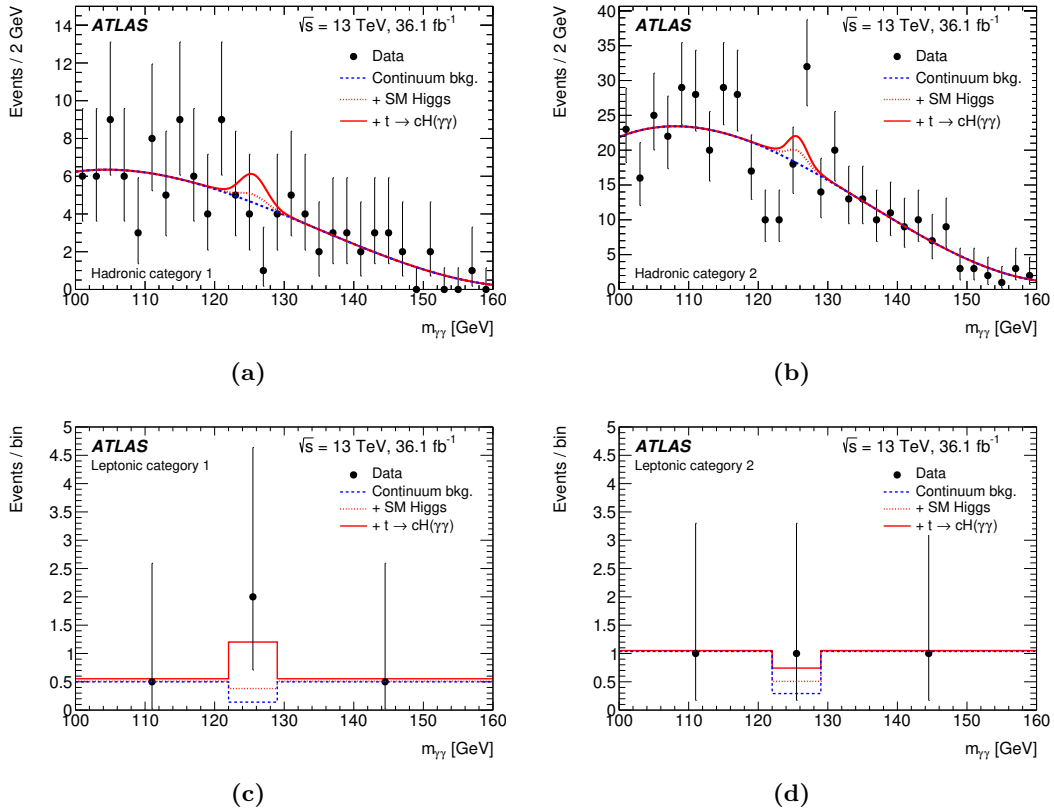 ATLAS
√s = 13 TeV, 36.1 fb⁻¹
Data
Continuum bkg.
+ SM Higgs
+ t → cH(γγ)
Hadronic category 1
Events / 2 GeV
0
2
4
6
8
10
12
14
100 110 120 130 140 150 160
mγγ [GeV]
(a)
ATLAS
√s = 13 TeV, 36.1 fb⁻¹
Data
Continuum bkg.
+ SM Higgs
+ t → cH(γγ)
Hadronic category 2
Events / 2 GeV
0
5
10
15
20
25
30
35
40
100 110 120 130 140 150 160
mγγ [GeV]
(b)
ATLAS
√s = 13 TeV, 36.1 fb⁻¹
Leptonic category 1
Data
Continuum bkg.
+ SM Higgs
+ t → cH(γγ)
Events / bin
0
0.5
1
1.5
2
2.5
3
3.5
4
4.5
5
100 110 120 130 140 150 160
mγγ [GeV]
(c)
ATLAS
√s = 13 TeV, 36.1 fb⁻¹
Leptonic category 2
Data
Continuum bkg.
+ SM Higgs
+ t → cH(γγ)
Events / bin
0
0.5
1
1.5
2
2.5
3
3.5
4
4.5
5
100 110 120 130 140 150 160
mγγ [GeV]
(d)